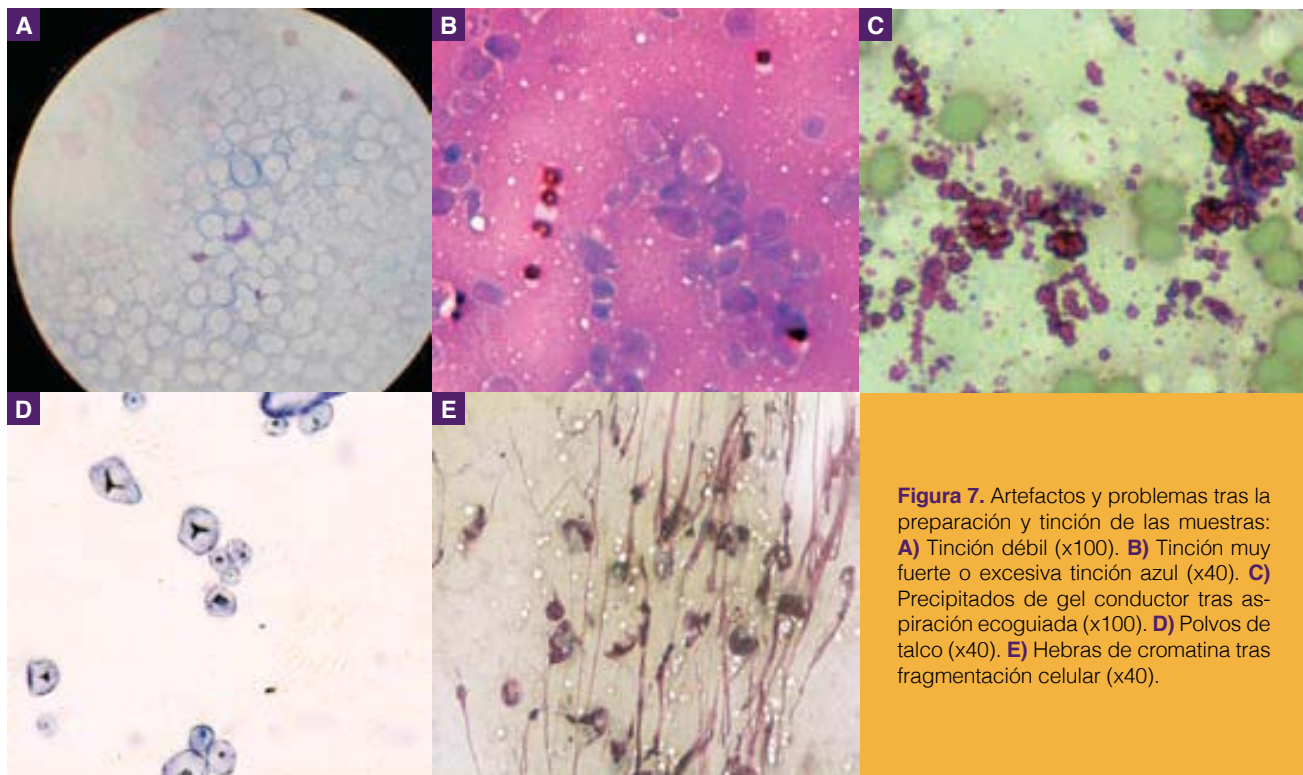 A
B
C
D
E
Figura 7. Artefactos y problemas tras la
preparación y tinción de las muestras:
A) Tinción débil (x100). B) Tinción muy
fuerte o excesiva tinción azul (x40). C)
Precipitados de gel conductor tras as-
piración ecoguiada (x100). D) Polvos de
talco (x40). E) Hebras de cromatina tras
fragmentación celular (x40).